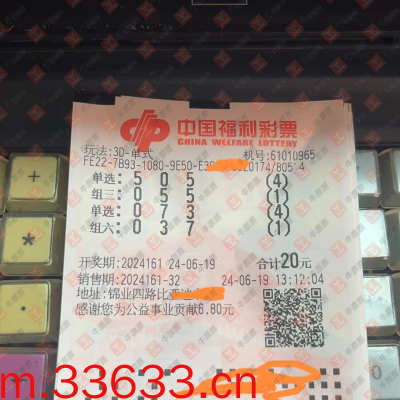 中国福利彩票
CHINA WELFARE LOTTERY
玩法:3D-单式 机号:61010965
FE22-7B93-1080-9E50-E3 20174/805 4
单选: 5 0 5 (4)
组三: 0 5 5 (1)
单选: 0 7 3 (4)
组六: 0 3 7 (1)
开奖期:2024161 24-06-19 合计20元
销售期:2024161-32 24-06-19 13:12:04
地址:锦业四路比亚迪
感谢您为公益事业贡献6.80元
+
*
0
m.33633.cn